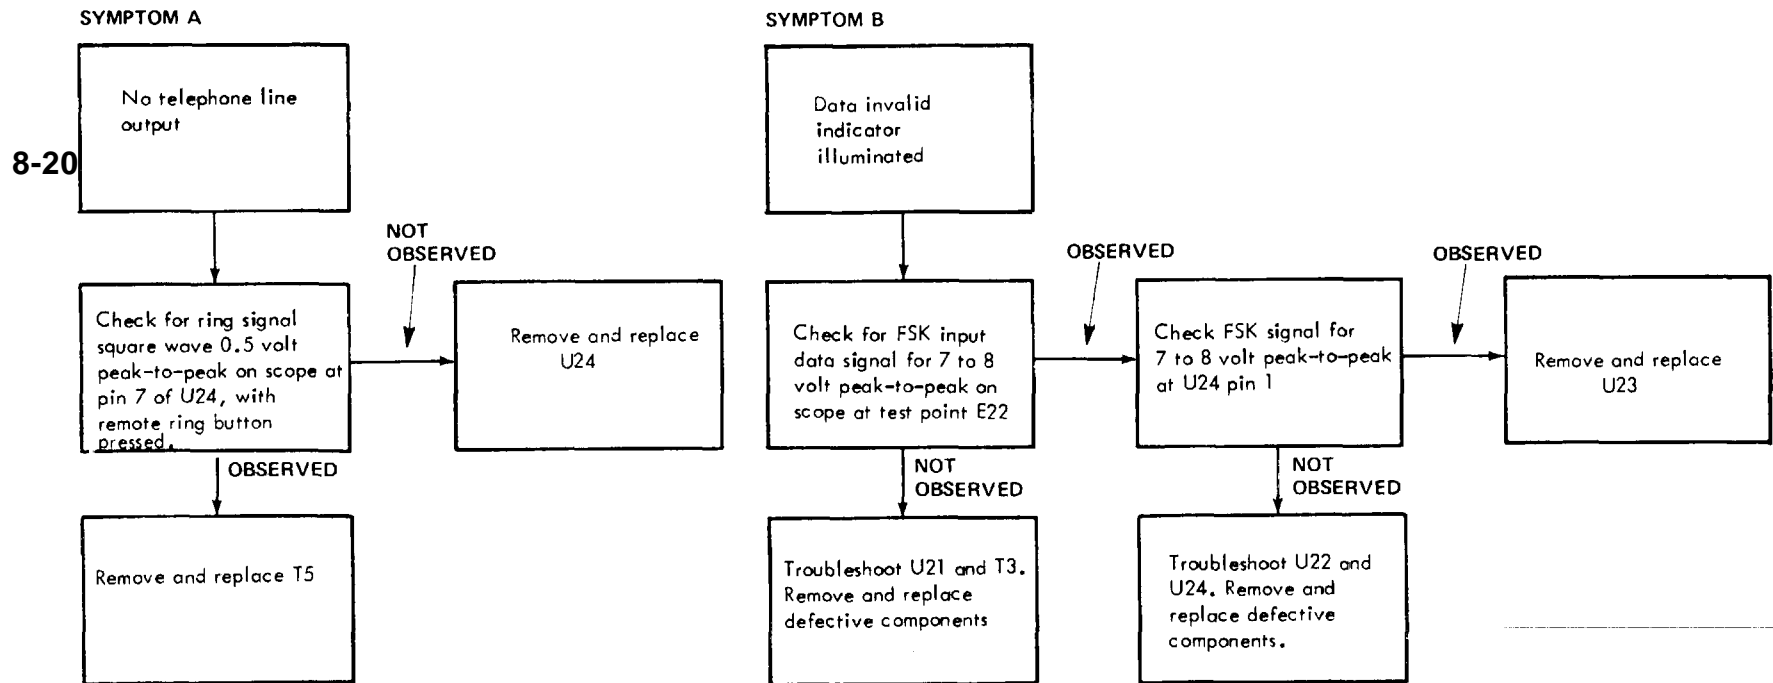 SYMPTOM A
No telephone line
output
8-20
NOT
OBSERVED
Check for ring signal
square wave 0.5 volt
peak-to-peak on scope at
pin 7 of U24, with
remote ring button
pressed.
Remove and replace
U24
OBSERVED
Remove and replace T5
SYMPTOM B
Data invalid
indicator
illuminated
OBSERVED
OBSERVED
Check for FSK input
data signal for 7 to 8
volt peak-to-peak on
scope at test point E22
Check FSK signal for
7 to 8 volt peak-to-peak
at U24 pin 1
Remove and replace
U23
NOT
OBSERVED
NOT
OBSERVED
Troubleshoot U21 and T3.
Remove and replace
defective components
Troubleshoot U22 and
U24. Remove and
replace defective
components.